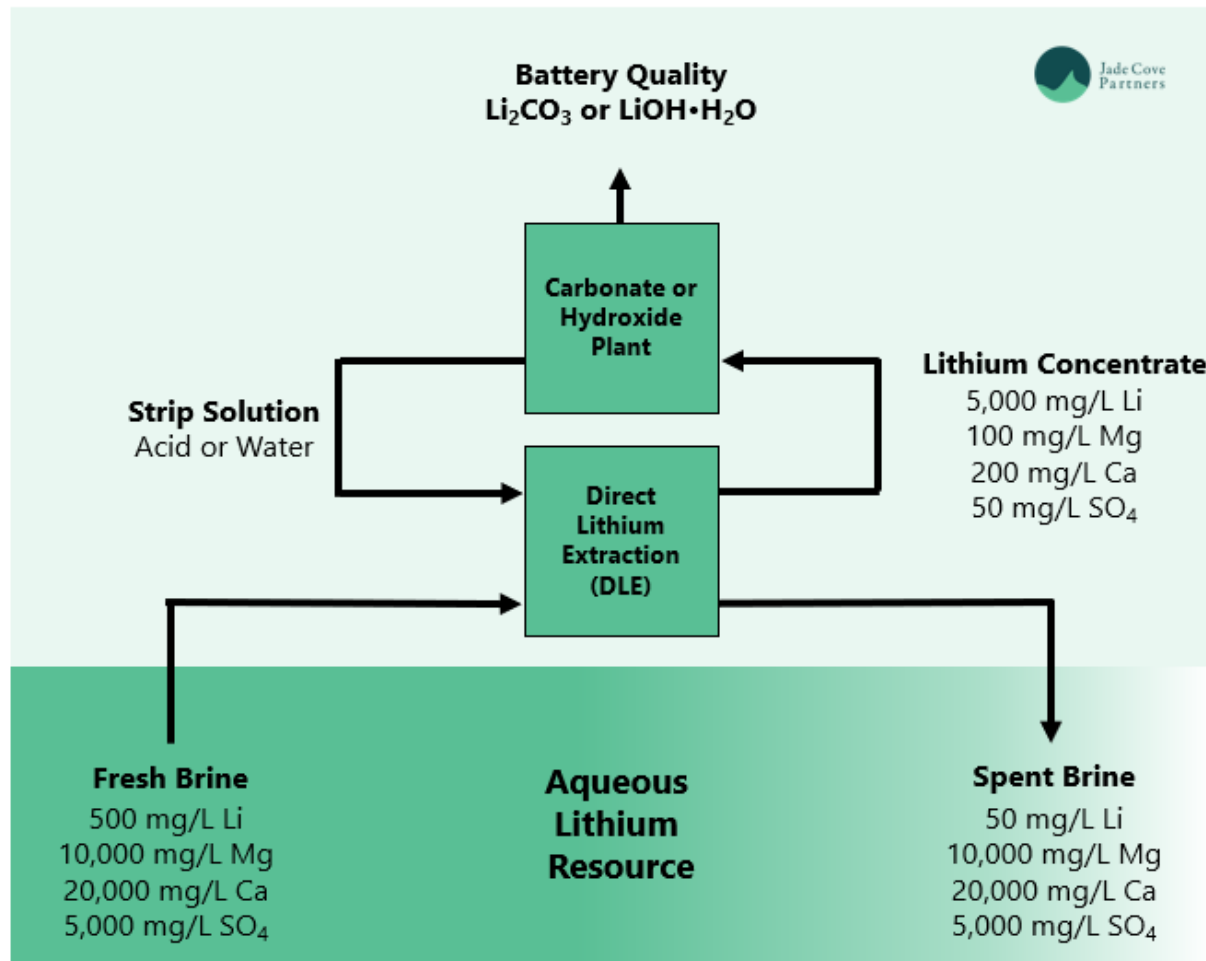 Jade Cove
Partners
Battery Quality
Li₂CO₃ or LiOH•H₂O
Carbonate or
Hydroxide
Plant
Strip Solution
Acid or Water
Lithium Concentrate
5,000 mg/L Li
100 mg/L Mg
200 mg/L Ca
50 mg/L SO₄
Direct
Lithium
Extraction
(DLE)
Fresh Brine
500 mg/L Li
10,000 mg/L Mg
20,000 mg/L Ca
5,000 mg/L SO₄
Aqueous
Lithium
Resource
Spent Brine
50 mg/L Li
10,000 mg/L Mg
20,000 mg/L Ca
5,000 mg/L SO₄